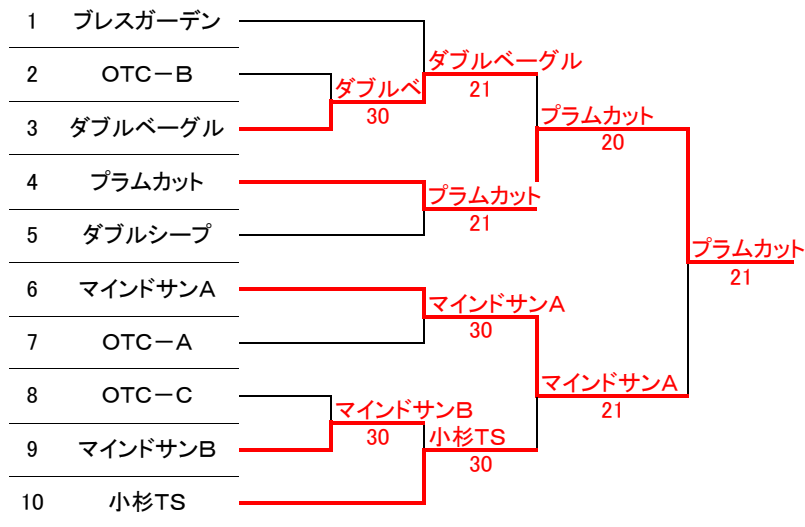 1 ブレスガーデン
2 OTC－B
3 ダブルベーグル
4 プラムカット
5 ダブルシープ
6 マインドサンA
7 OTC－A
8 OTC－C
9 マインドサンB
10 小杉TS
ダブルベ
30
マインドサンB
30
ダブルベーグル
21
プラムカット
21
マインドサンA
30
小杉TS
30
プラムカット
20
マインドサンA
21
プラムカット
21